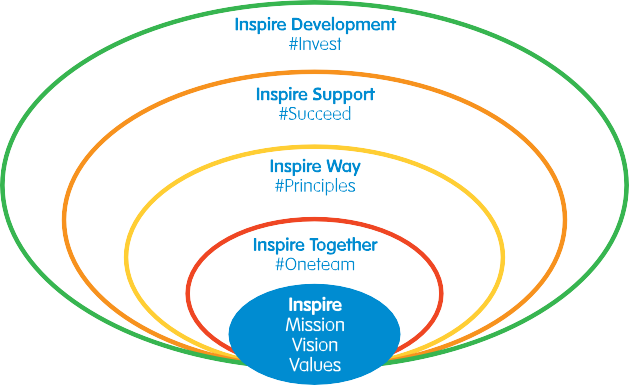 Inspire Development
#Invest
Inspire Support
#Succeed
Inspire Way
#Principles
Inspire Together
#Oneteam
Inspire
Mission
Vision
Values